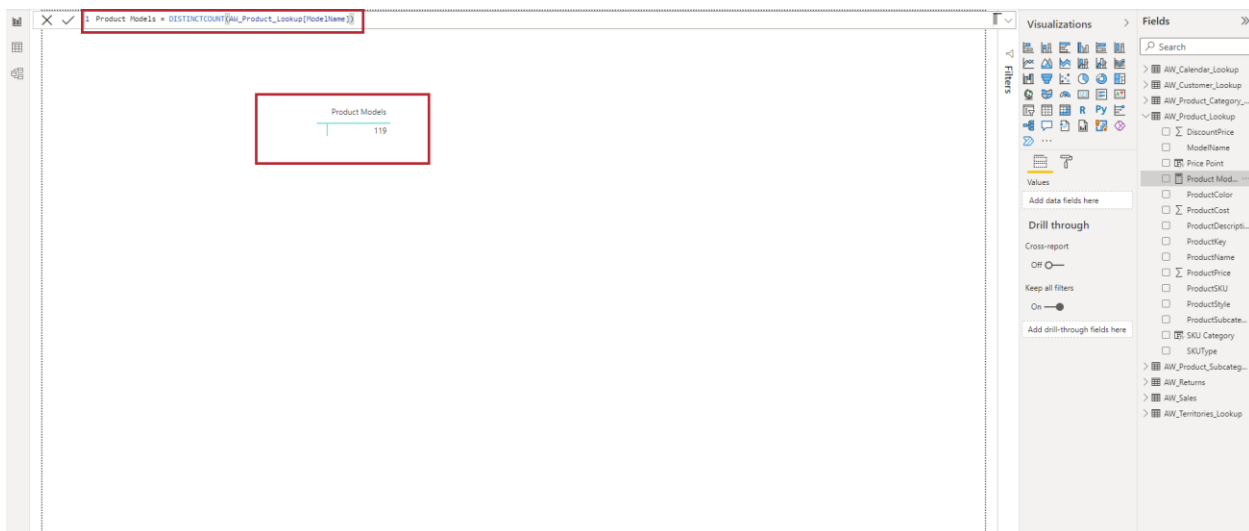 1 Product Models = DISTINCTCOUNT(AW_Product_Lookup[ModelName])
Product Models
119
Filters
Visualizations
R Py
...
Values
Add data fields here
Drill through
Cross-report
Off
Keep all filters
On
Add drill-through fields here
Fields
Search
AW_Calendar_Lookup
AW_Customer_Lookup
AW_Product_Category_...
AW_Product_Lookup
DiscountPrice
ModelName
Price Point
Product Mod... ...
ProductColor
ProductCost
ProductDescripti...
ProductKey
ProductName
ProductPrice
ProductSKU
ProductStyle
ProductSubcate...
SKU Category
SKUType
AW_Product_Subcateg...
AW_Returns
AW_Sales
AW_Territories_Lookup